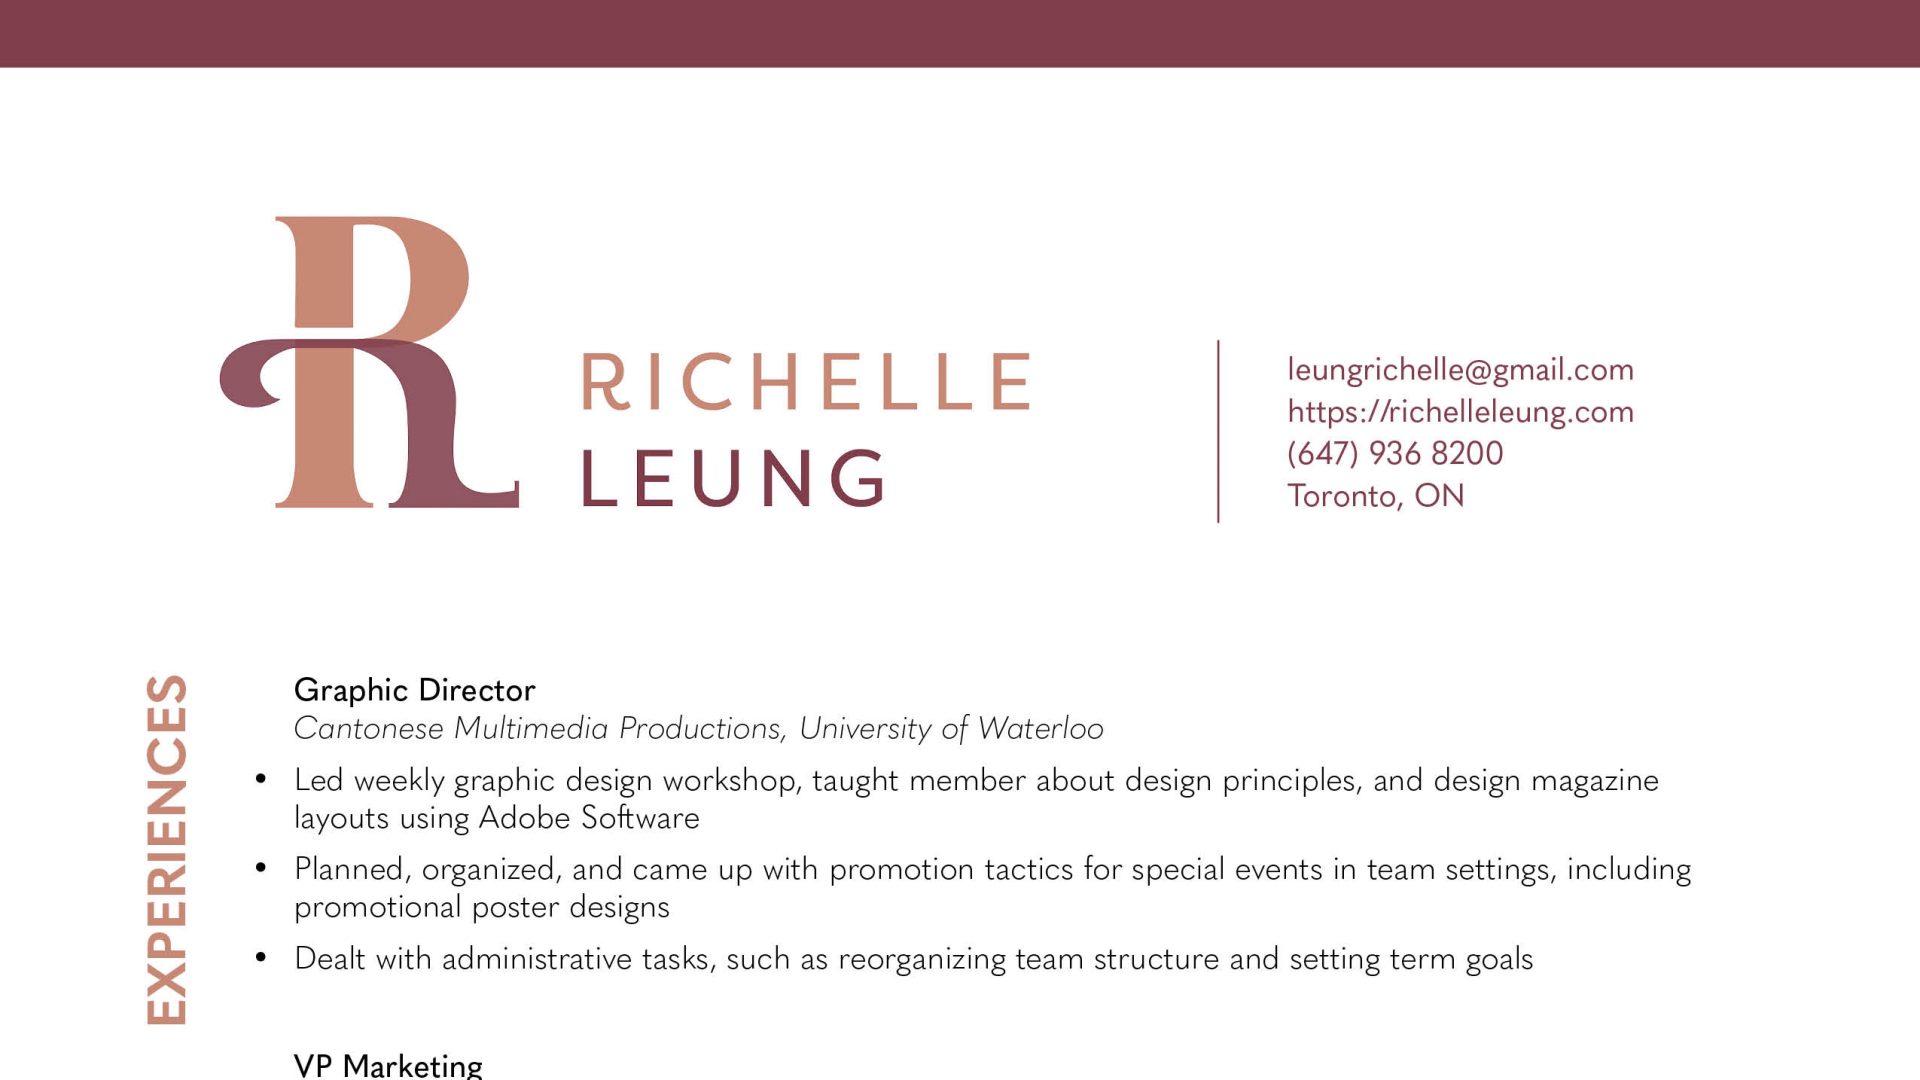 RICHELLE
LEUNG
leungrichelle@gmail.com
https://richelleleung.com
(647) 936 8200
Toronto, ON
EXPERIENCES
Graphic Director
Cantonese Multimedia Productions, University of Waterloo
• Led weekly graphic design workshop, taught member about design principles, and design magazine
layouts using Adobe Software
• Planned, organized, and came up with promotion tactics for special events in team settings, including
promotional poster designs
• Dealt with administrative tasks, such as reorganizing team structure and setting term goals
VP Marketing